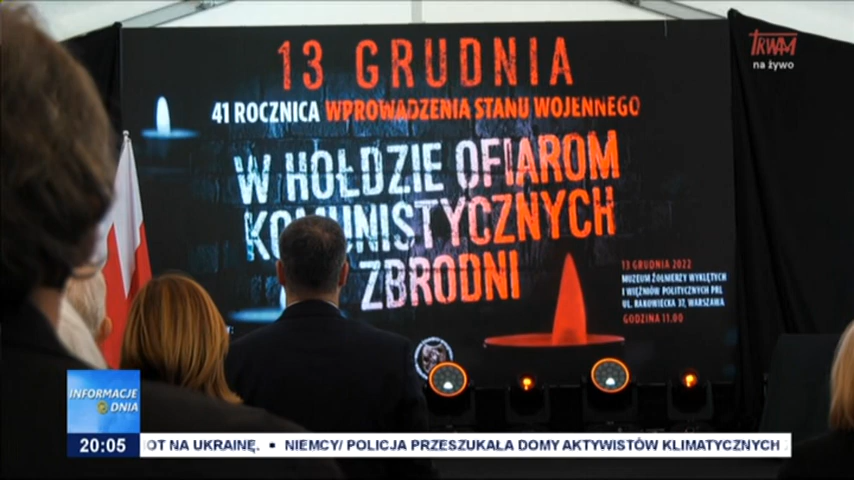 13 GRUDNIA
TRWAM
na żywo
41 ROCZNICA WPROWADZENIA STANU WOJENNEGO
W HOŁDZIE OFIAROM
KOMUNISTYCZNYCH
ZBRODNI
13 GRUDNIA 2022
MUZEUM ŻOŁNIERZY WYKLĘTYCH
I WIĘŹNIÓW POLITYCZNYCH PRL
UL. RAKOWIECKA 37, WARSZAWA
GODZINA 11.00
INFORMACJE
DNIA
20:05
IOT NA UKRAINĘ. • NIEMCY/ POLICJA PRZESZUKAŁA DOMY AKTYWISTÓW KLIMATYCZNYCH